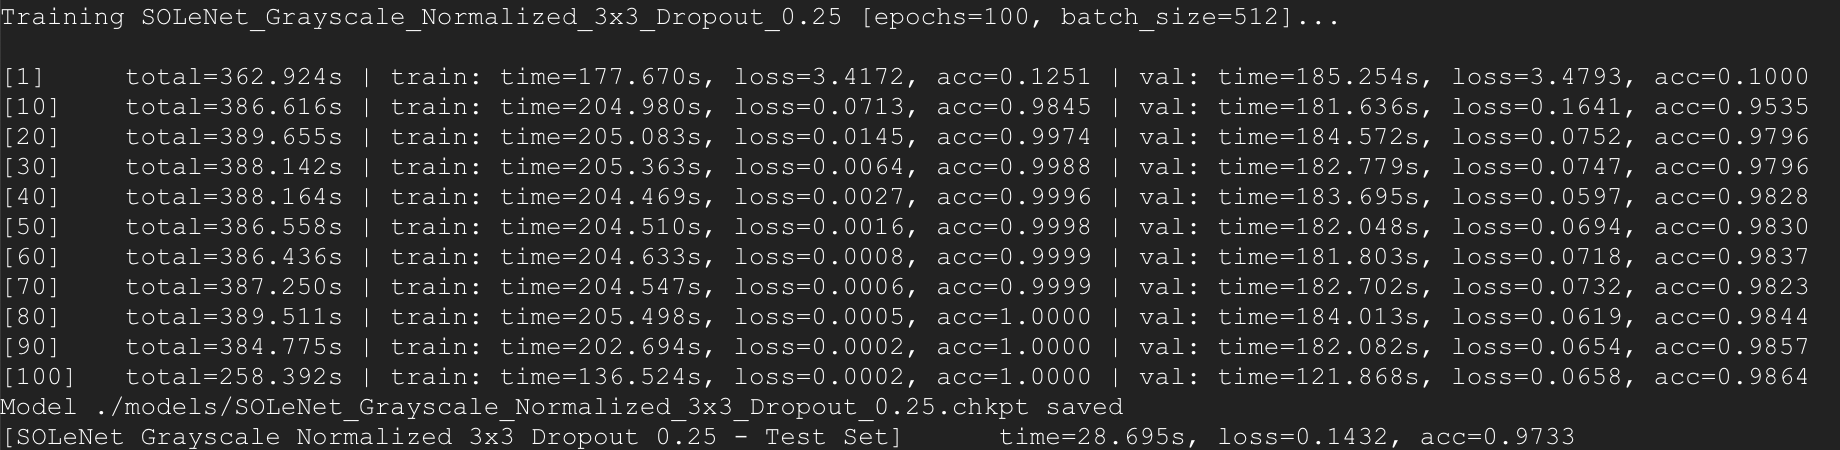 Training SOLeNet_Grayscale_Normalized_3x3_Dropout_0.25 [epochs=100, batch_size=512]...
[1] total=362.924s | train: time=177.670s, loss=3.4172, acc=0.1251 | val: time=185.254s, loss=3.4793, acc=0.1000
[10] total=386.616s | train: time=204.980s, loss=0.0713, acc=0.9845 | val: time=181.636s, loss=0.1641, acc=0.9535
[20] total=389.655s | train: time=205.083s, loss=0.0145, acc=0.9974 | val: time=184.572s, loss=0.0752, acc=0.9796
[30] total=388.142s | train: time=205.363s, loss=0.0064, acc=0.9988 | val: time=182.779s, loss=0.0747, acc=0.9796
[40] total=388.164s | train: time=204.469s, loss=0.0027, acc=0.9996 | val: time=183.695s, loss=0.0597, acc=0.9828
[50] total=386.558s | train: time=204.510s, loss=0.0016, acc=0.9998 | val: time=182.048s, loss=0.0694, acc=0.9830
[60] total=386.436s | train: time=204.633s, loss=0.0008, acc=0.9999 | val: time=181.803s, loss=0.0718, acc=0.9837
[70] total=387.250s | train: time=204.547s, loss=0.0006, acc=0.9999 | val: time=182.702s, loss=0.0732, acc=0.9823
[80] total=389.511s | train: time=205.498s, loss=0.0005, acc=1.0000 | val: time=184.013s, loss=0.0619, acc=0.9844
[90] total=384.775s | train: time=202.694s, loss=0.0002, acc=1.0000 | val: time=182.082s, loss=0.0654, acc=0.9857
[100] total=258.392s | train: time=136.524s, loss=0.0002, acc=1.0000 | val: time=121.868s, loss=0.0658, acc=0.9864
Model ./models/SOLeNet_Grayscale_Normalized_3x3_Dropout_0.25.chkpt saved
[SOLeNet Grayscale Normalized 3x3 Dropout 0.25 - Test Set] time=28.695s, loss=0.1432, acc=0.9733